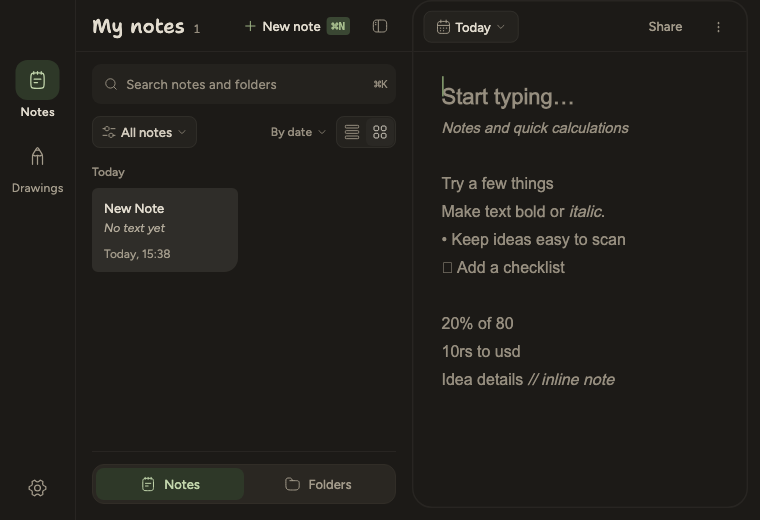 My notes 1
+ New note ⌘N
Notes
Drawings
Search notes and folders ⌘K
All notes
By date
Today
New Note
No text yet
Today, 15:38
Notes
Folders
Today
Share
Start typing...
Notes and quick calculations
Try a few things
Make text bold or italic.
• Keep ideas easy to scan
☐ Add a checklist
20% of 80
10rs to usd
Idea details // inline note